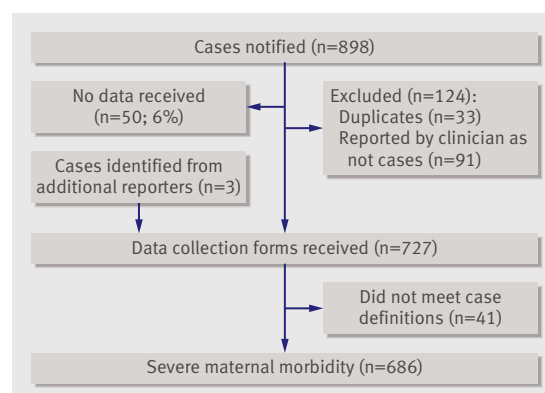 Cases notified (n=898)
No data received
(n=50; 6%)
Excluded (n=124):
Duplicates (n=33)
Reported by clinician as
not cases (n=91)
Cases identified from
additional reporters (n=3)
Data collection forms received (n=727)
Did not meet case
definitions (n=41)
Severe maternal morbidity (n=686)